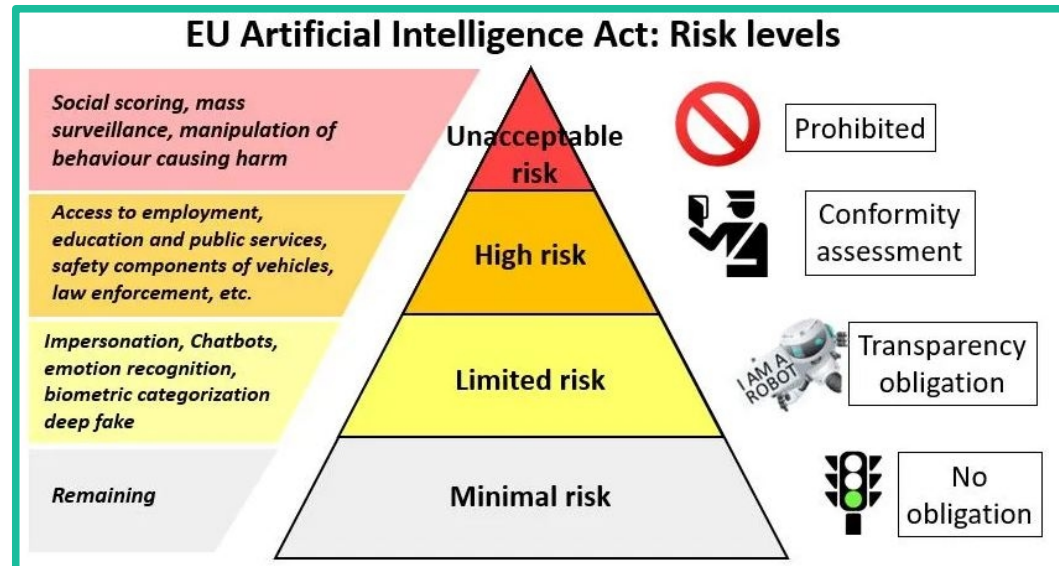 EU Artificial Intelligence Act: Risk levels
Social scoring, mass
surveillance, manipulation of
behaviour causing harm
Unacceptable
risk
Prohibited
Access to employment,
education and public services,
safety components of vehicles,
law enforcement, etc.
High risk
Conformity
assessment
Impersonation, Chatbots,
emotion recognition,
biometric categorization
deep fake
Limited risk
I AM A
ROBOT
Transparency
obligation
Remaining
Minimal risk
No
obligation